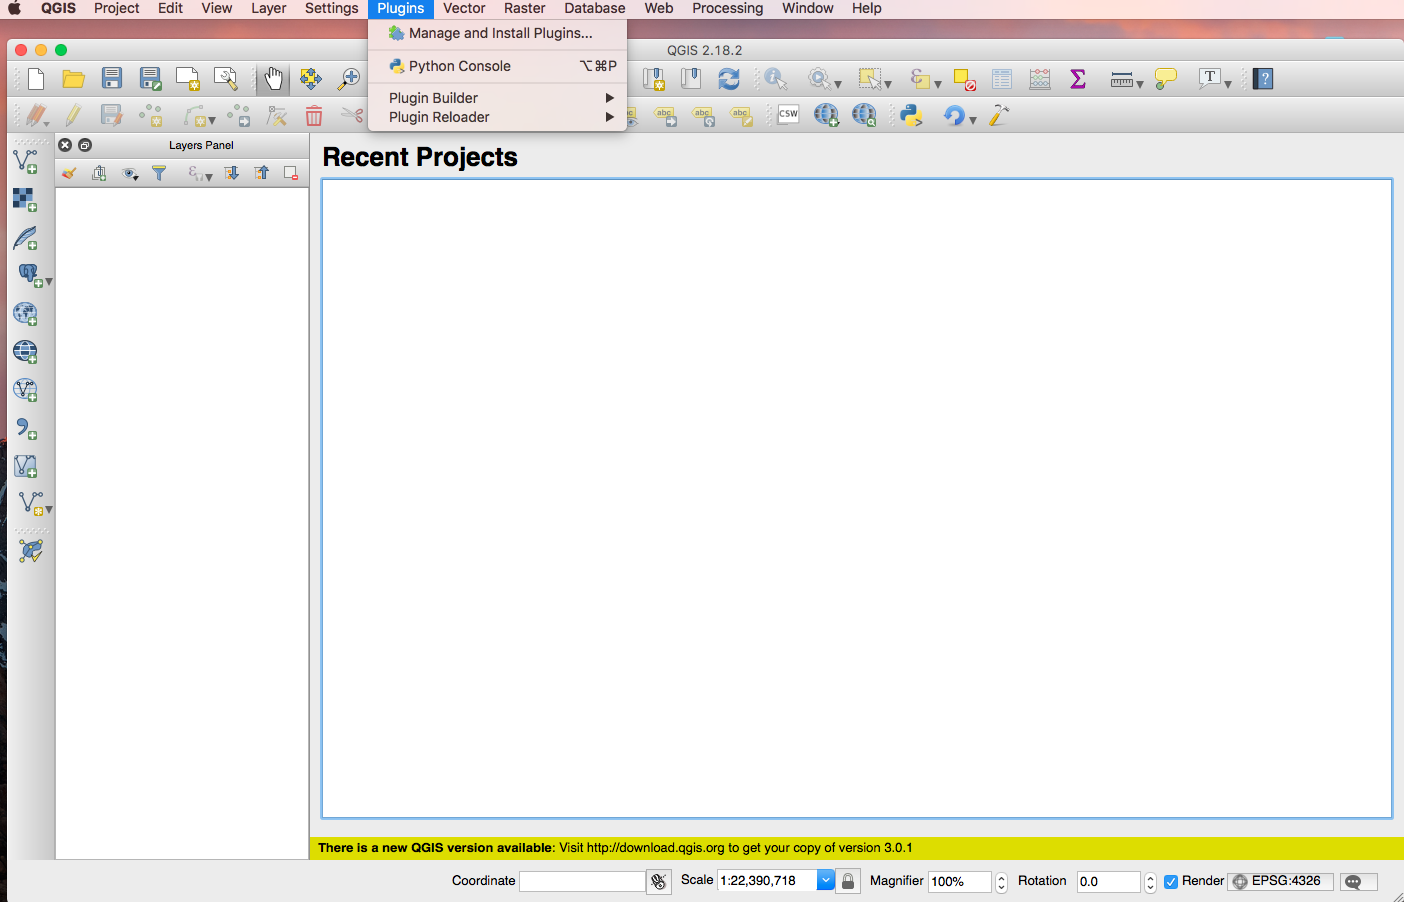 QGIS Project Edit View Layer Settings Plugins Vector Raster Database Web Processing Window Help
Manage and Install Plugins...
Python Console ⌥⌘P
Plugin Builder
Plugin Reloader
QGIS 2.18.2
T
?
abc abc abc
CSW
Layers Panel
Recent Projects
There is a new QGIS version available: Visit http://download.qgis.org to get your copy of version 3.0.1
Coordinate Scale 1:22,390,718 Magnifier 100% Rotation 0.0 Render EPSG:4326